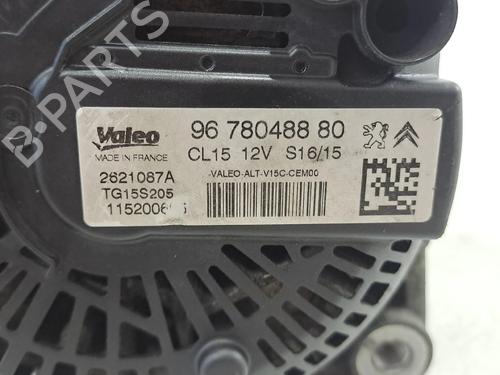 B-PARTS
Valeo
MADE IN FRANCE
96 780488 80
CL15 12V S16/15
2621087A
TG15S205
VALEO-ALT-V15C-CEM00